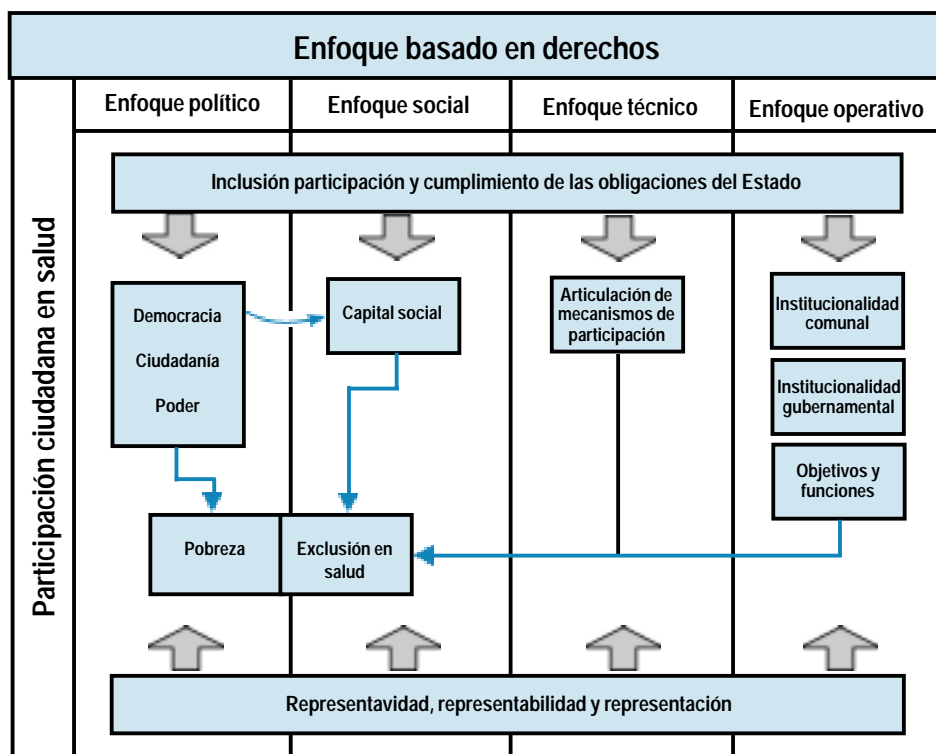 Enfoque basado en derechos
Participación ciudadana en salud
Enfoque político
Enfoque social
Enfoque técnico
Enfoque operativo
Inclusión participación y cumplimiento de las obligaciones del Estado
Democracia
Ciudadanía
Poder
Capital social
Articulación de
mecanismos de
participación
Institucionalidad
comunal
Institucionalidad
gubernamental
Objetivos y
funciones
Pobreza
Exclusión en
salud
Representavidad, representabilidad y representación